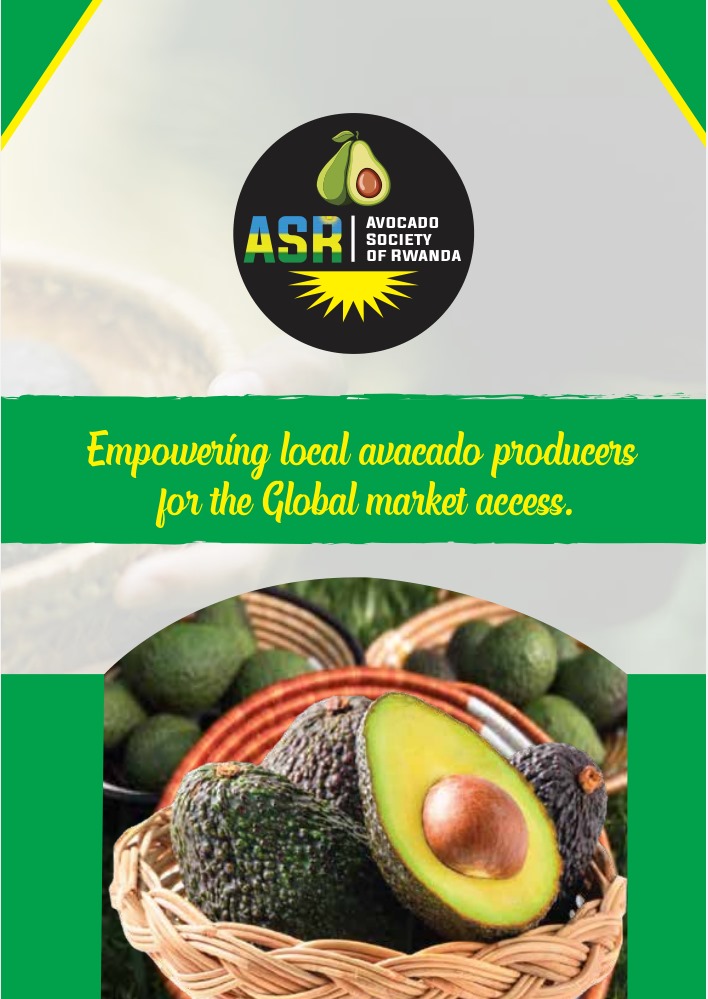 ASR
AVOCADO
SOCIETY
OF RWANDA
Empowering local avacado producers
for the Global market access.